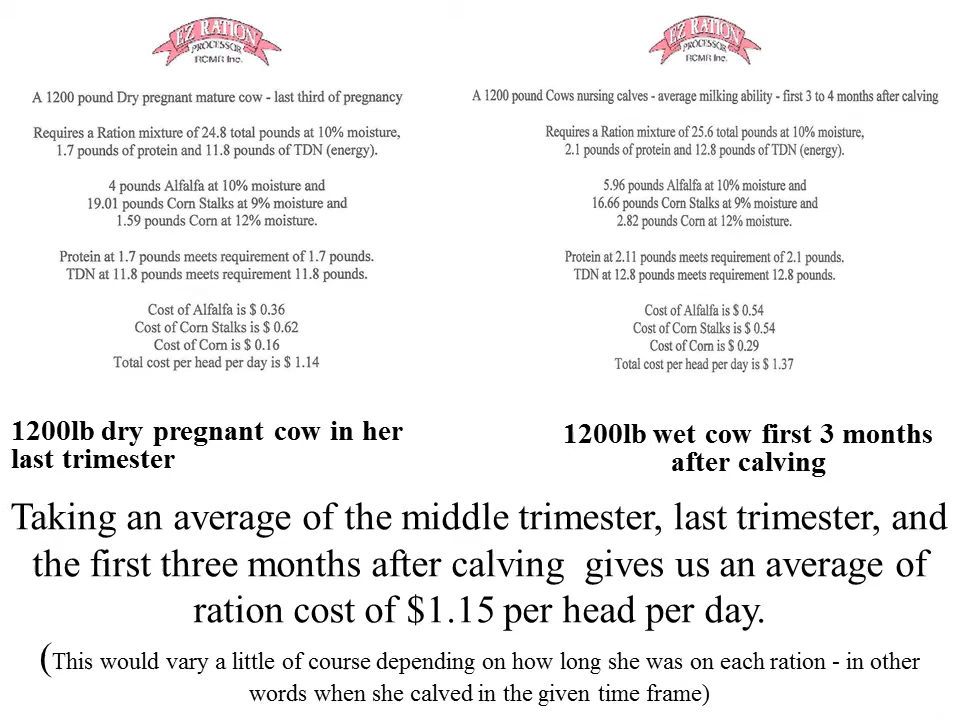 EZ RATION
PROCESSOR
RCMR Inc.
A 1200 pound Dry pregnant mature cow - last third of pregnancy
Requires a Ration mixture of 24.8 total pounds at 10% moisture,
1.7 pounds of protein and 11.8 pounds of TDN (energy).
4 pounds Alfalfa at 10% moisture and
19.01 pounds Corn Stalks at 9% moisture and
1.59 pounds Corn at 12% moisture.
Protein at 1.7 pounds meets requirement of 1.7 pounds.
TDN at 11.8 pounds meets requirement 11.8 pounds.
Cost of Alfalfa is $ 0.36
Cost of Corn Stalks is $ 0.62
Cost of Corn is $ 0.16
Total cost per head per day is $ 1.14
1200lb dry pregnant cow in her
last trimester
EZ RATION
PROCESSOR
RCMR Inc.
A 1200 pound Cows nursing calves - average milking ability - first 3 to 4 months after calving
Requires a Ration mixture of 25.6 total pounds at 10% moisture,
2.1 pounds of protein and 12.8 pounds of TDN (energy).
5.96 pounds Alfalfa at 10% moisture and
16.66 pounds Corn Stalks at 9% moisture and
2.82 pounds Corn at 12% moisture.
Protein at 2.11 pounds meets requirement of 2.1 pounds.
TDN at 12.8 pounds meets requirement 12.8 pounds.
Cost of Alfalfa is $ 0.54
Cost of Corn Stalks is $ 0.54
Cost of Corn is $ 0.29
Total cost per head per day is $ 1.37
1200lb wet cow first 3 months
after calving
Taking an average of the middle trimester, last trimester, and
the first three months after calving gives us an average of
ration cost of $1.15 per head per day.
(This would vary a little of course depending on how long she was on each ration - in other
words when she calved in the given time frame)